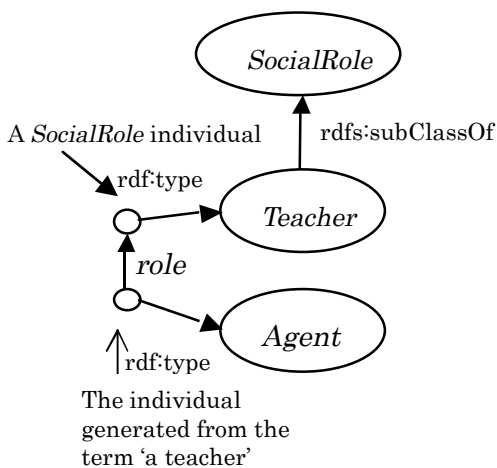 SocialRole
A SocialRole individual
rdfs:subClassOf
rdf:type
Teacher
role
Agent
rdf:type
The individual
generated from the
term ‘a teacher’